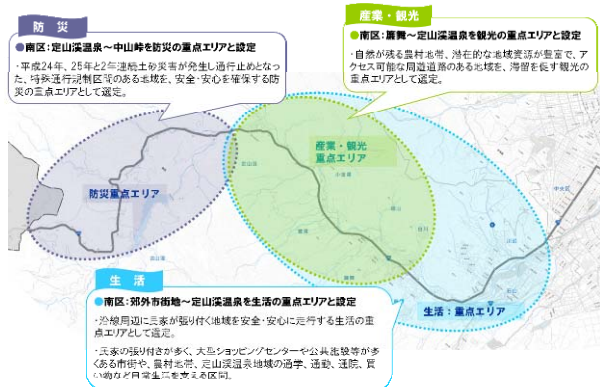 防 災
●南区：定山渓温泉～中山峠を防災の重点エリアと設定
・平成24年、25年と2年連続土砂災害が発生し通行止めとなっ
た、特殊通行規制区間のある地域を、安全・安心を確保する防
災の重点エリアとして選定。
産業・観光
●南区：簾舞～定山渓温泉を観光の重点エリアと設定
・自然が残る農村地帯、潜在的な地域資源が豊富で、ア
クセス可能な周遊道路のある地域を、滞留を促す観光の
重点エリアとして選定。
産業・観光
重点エリア
防災重点エリア
生活：重点エリア
生 活
●南区：郊外市街地～定山渓温泉を生活の重点エリアと設定
・沿線周辺に民家が張り付く地域を安全・安心に走行する生活の重
点エリアとして選定。
・民家の張り付きが多く、大型ショッピングセンターや公共施設等が多く
ある市街や、農村地帯、定山渓温泉地域の通学、通勤、通院、買
い物など日常生活を支える区間。